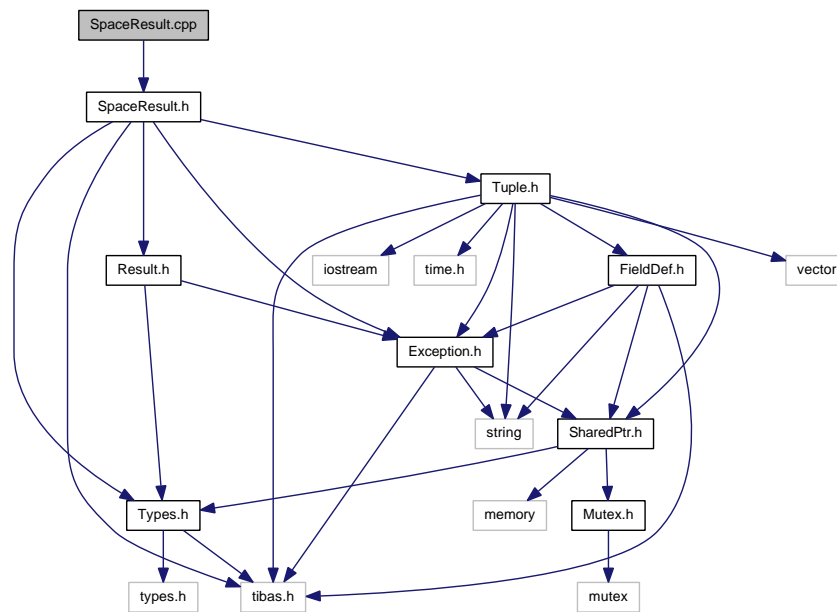 SpaceResult.cpp
SpaceResult.h
Tuple.h
Result.h
iostream
time.h
FieldDef.h
vector
Exception.h
string
SharedPtr.h
Types.h
memory
Mutex.h
types.h
tibas.h
mutex